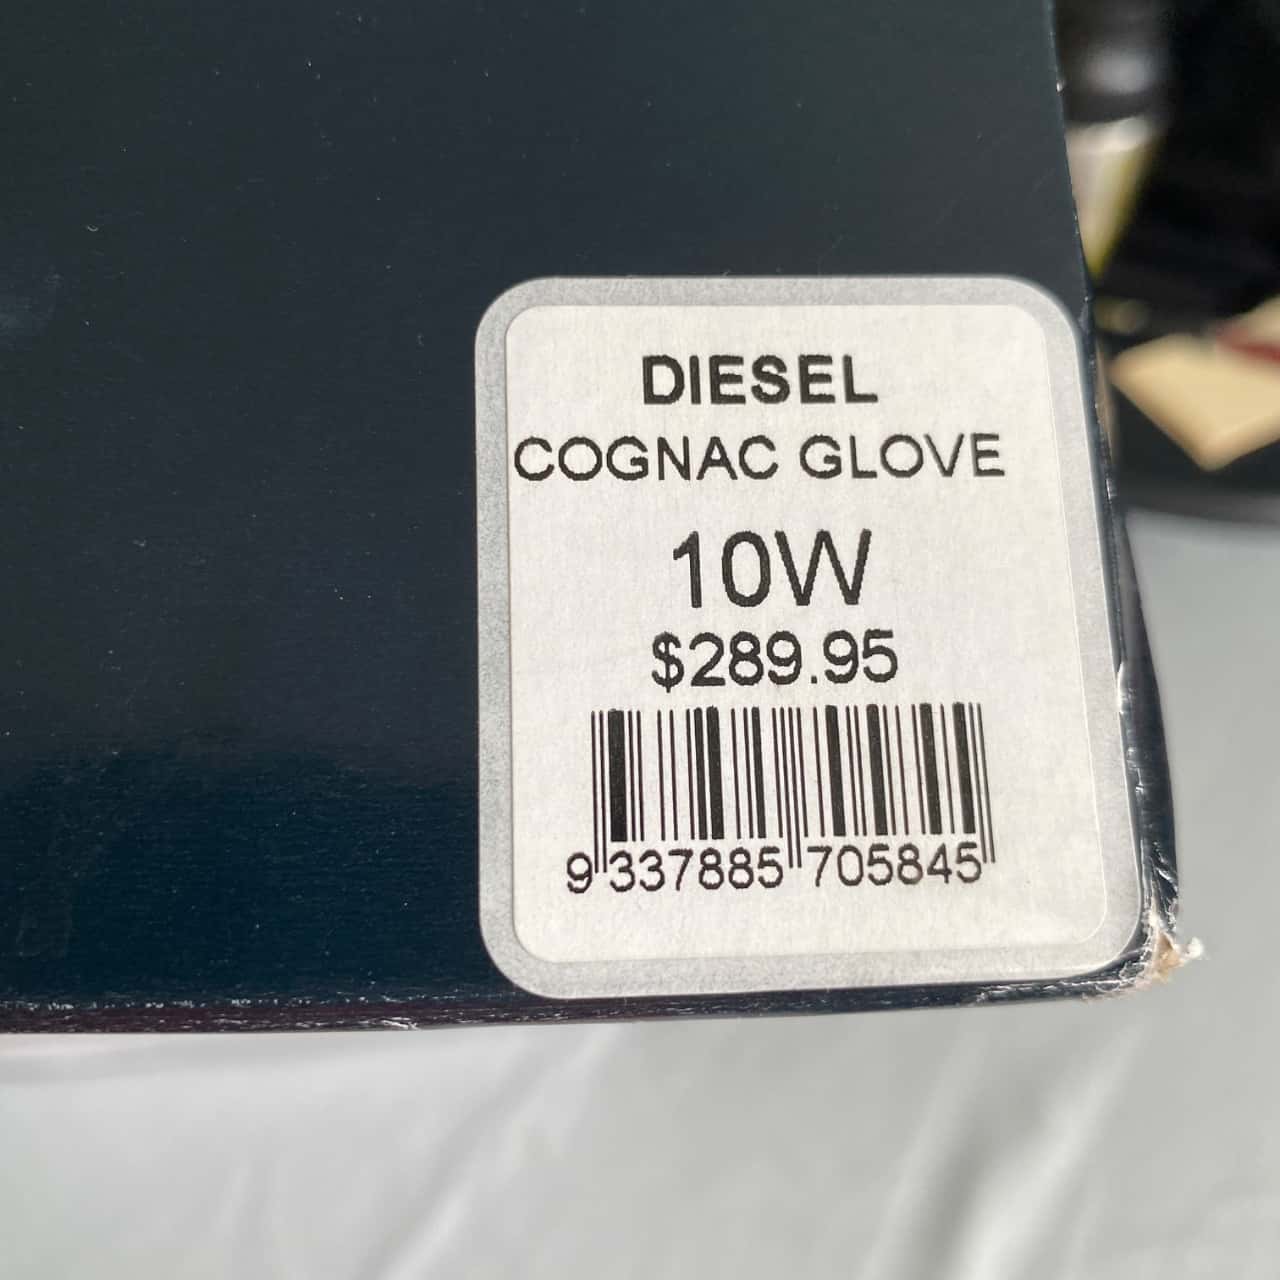 DIESEL
COGNAC GLOVE
10W
$289.95
9 337885 705845